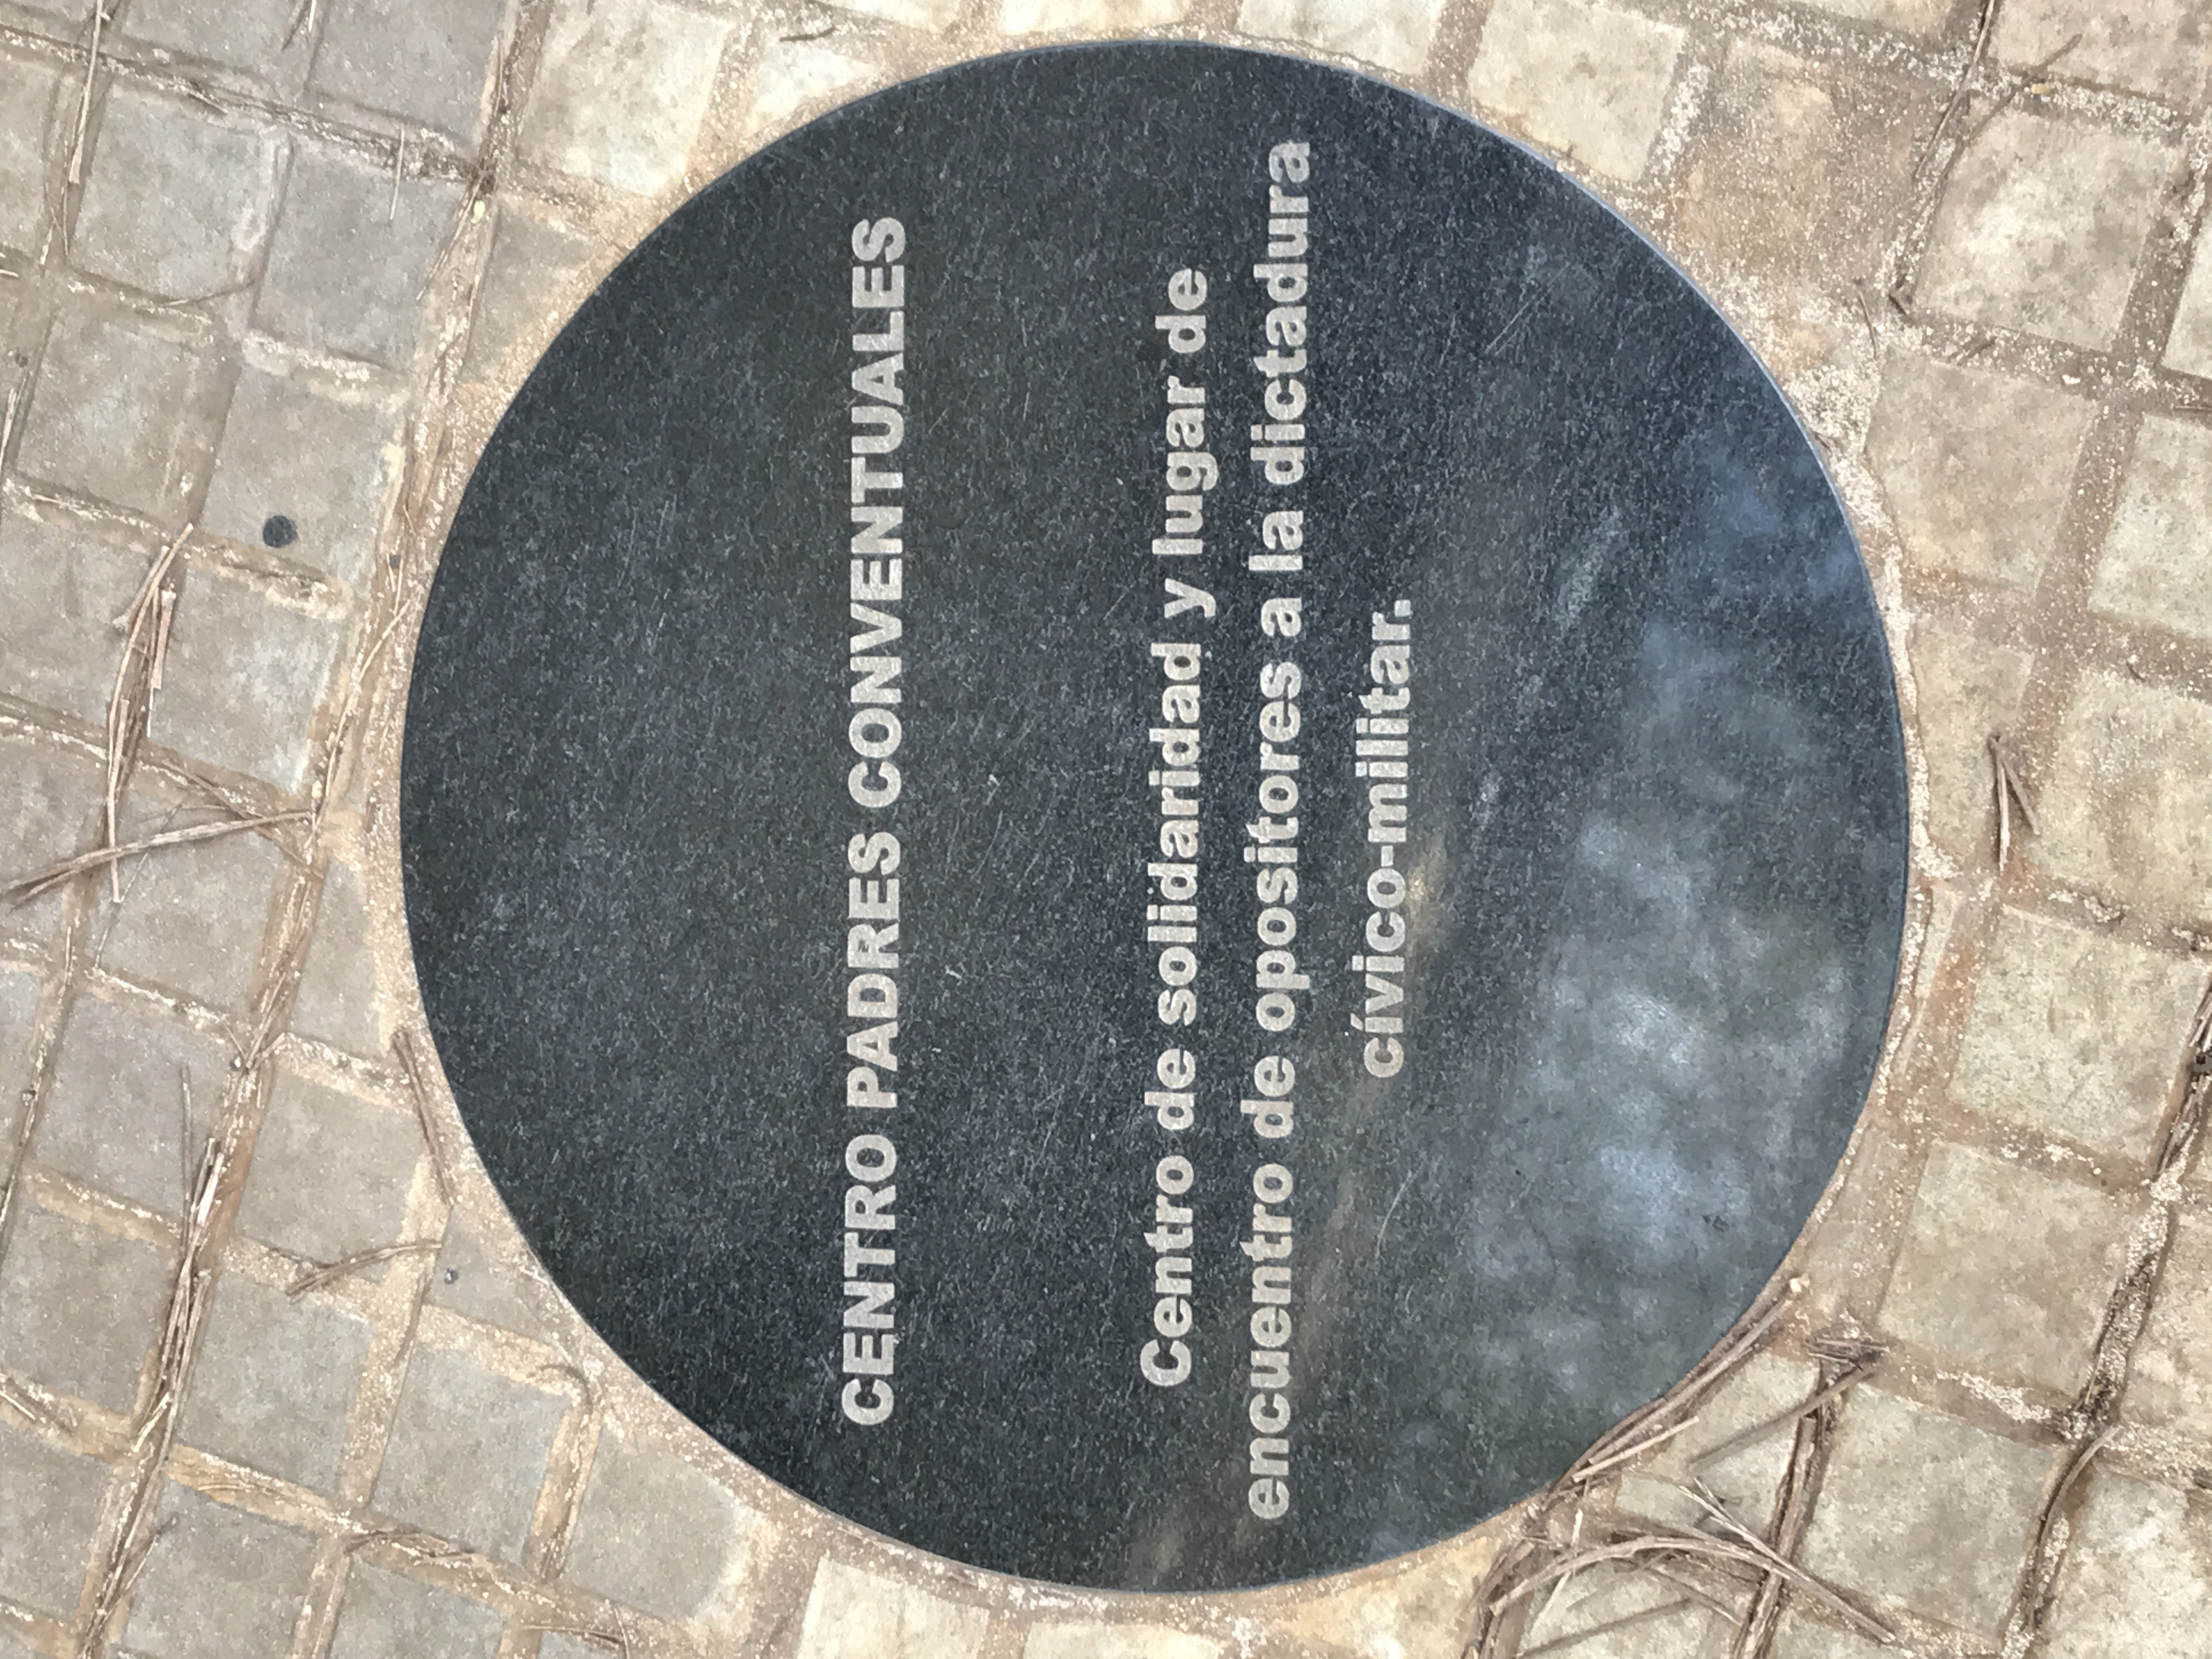 CENTRO PADRES CONVENTUALES
Centro de solidaridad y lugar de
encuentro de opositores a la dictadura
cívico-militar.